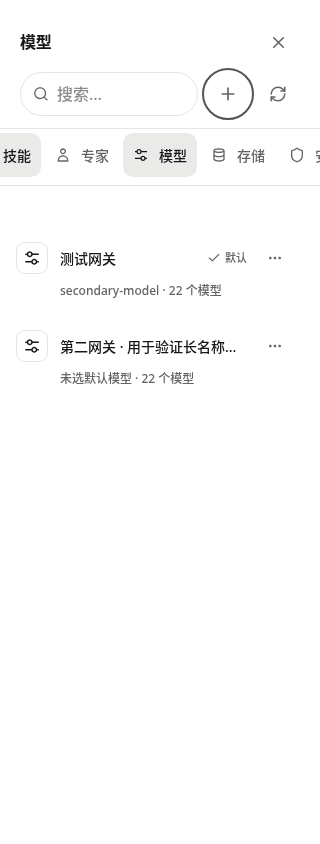 模型
搜索...
技能 专家 模型 存储
测试网关 默认
secondary-model · 22 个模型
第二网关 · 用于验证长名称...
未选默认模型 · 22 个模型